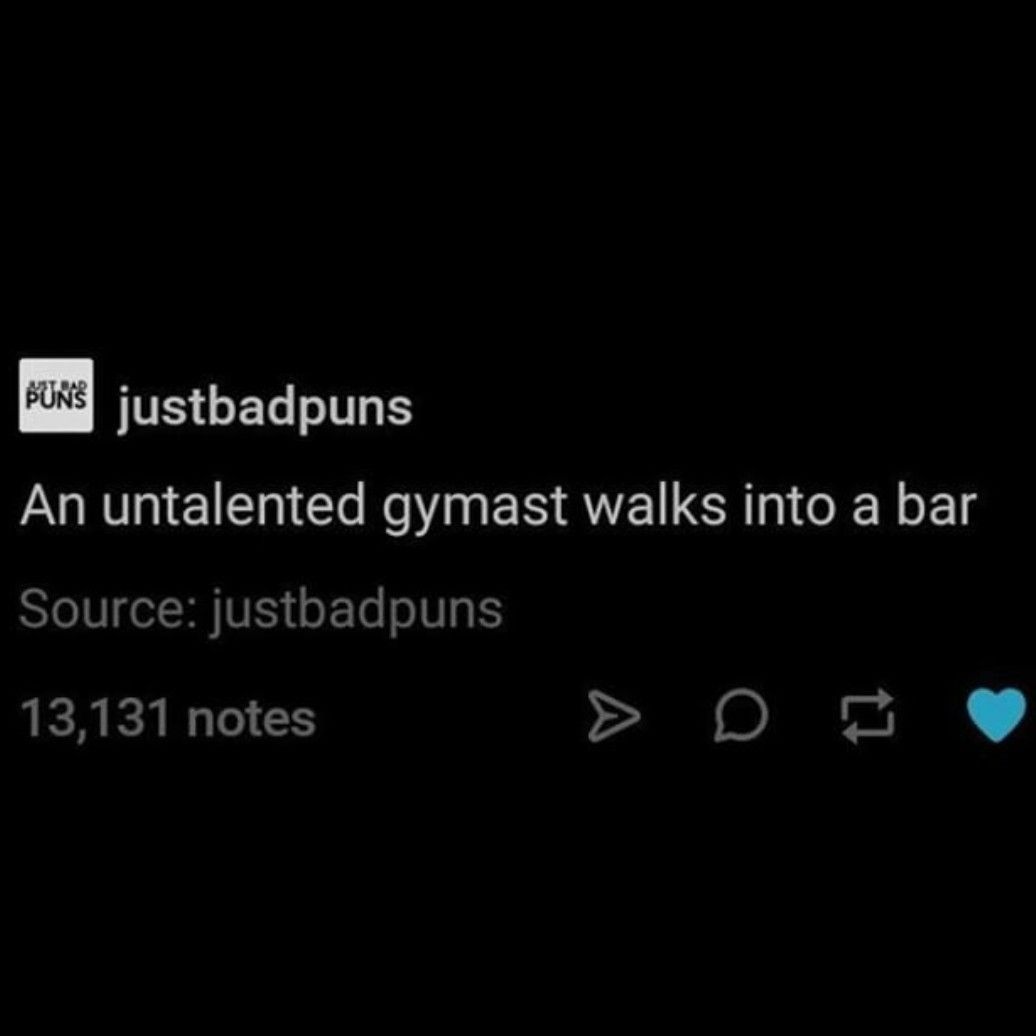 JUST BAD
PUNS
justbadpuns
An untalented gymast walks into a bar
Source: justbadpuns
13,131 notes